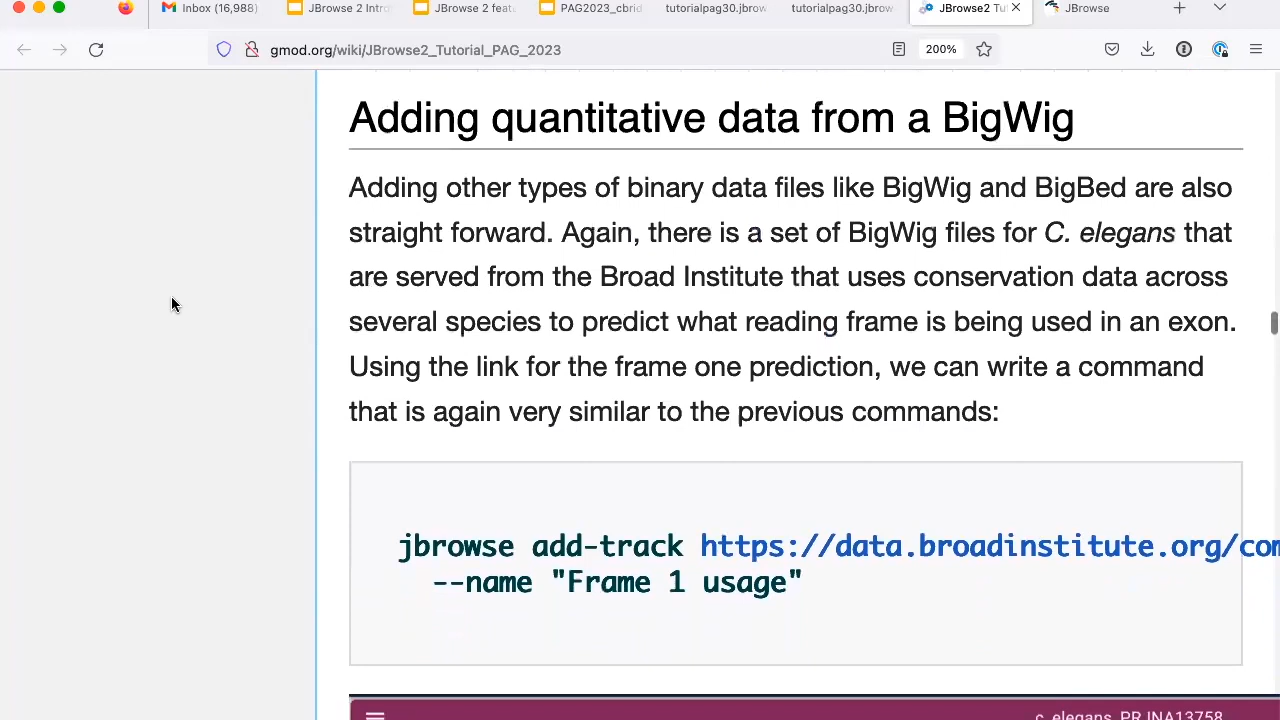 Inbox (16,988)
JBrowse 2 Intro
JBrowse 2 feat
PAG2023_cbrid
tutorialpag30.jbrow
tutorialpag30.jbrow
JBrowse2 Tu
JBrowse
gmod.org/wiki/JBrowse2_Tutorial_PAG_2023
200%
Adding quantitative data from a BigWig
Adding other types of binary data files like BigWig and BigBed are also
straight forward. Again, there is a set of BigWig files for C. elegans that
are served from the Broad Institute that uses conservation data across
several species to predict what reading frame is being used in an exon.
Using the link for the frame one prediction, we can write a command
that is again very similar to the previous commands:
jbrowse add-track https://data.broadinstitute.org/com
--name "Frame 1 usage"
c_elegans_PRJNA13758